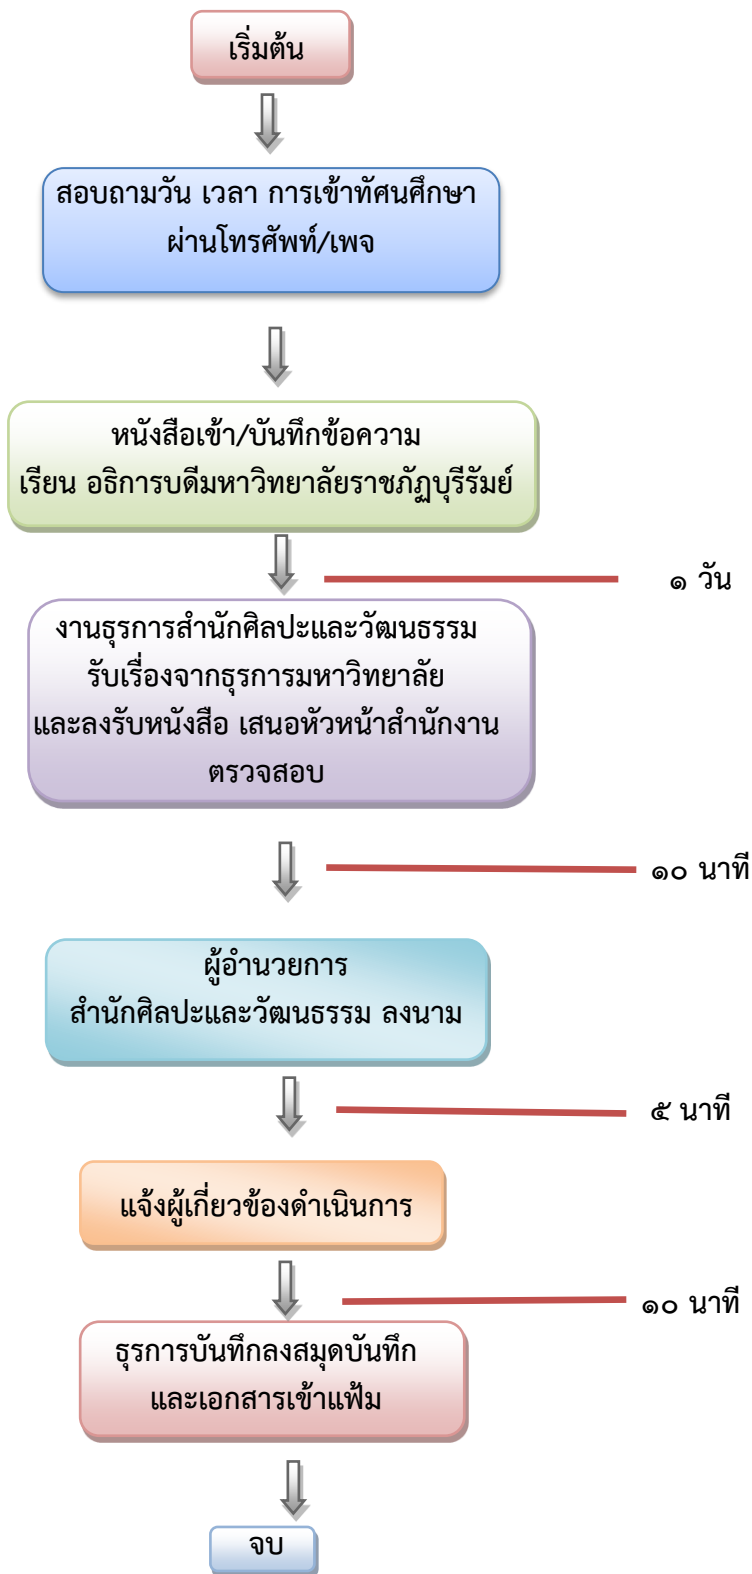 เริ่มต้น
สอบถามวัน เวลา การเข้าทัศนศึกษา
ผ่านโทรศัพท์/เพจ
หนังสือเข้า/บันทึกข้อความ
เรียน อธิการบดีมหาวิทยาลัยราชภัฏบุรีรัมย์
๑ วัน
งานธุรการสำนักศิลปะและวัฒนธรรม
รับเรื่องจากธุรการมหาวิทยาลัย
และลงรับหนังสือ เสนอหัวหน้าสำนักงาน
ตรวจสอบ
๑๐ นาที
ผู้อำนวยการ
สำนักศิลปะและวัฒนธรรม ลงนาม
๕ นาที
แจ้งผู้เกี่ยวข้องดำเนินการ
๑๐ นาที
ธุรการบันทึกลงสมุดบันทึก
และเอกสารเข้าแฟ้ม
จบ